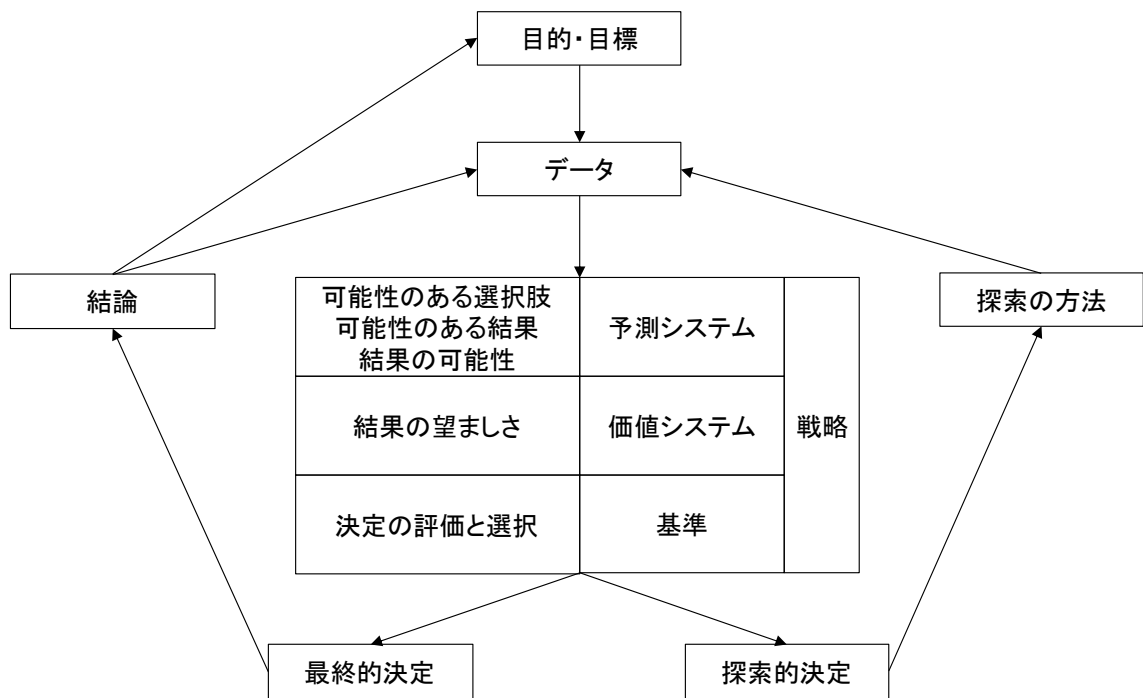 目的・目標
データ
結論
可能性のある選択肢
可能性のある結果
結果の可能性
予測システム
探索の方法
結果の望ましさ
価値システム
戦略
決定の評価と選択
基準
最終的決定
探索的決定